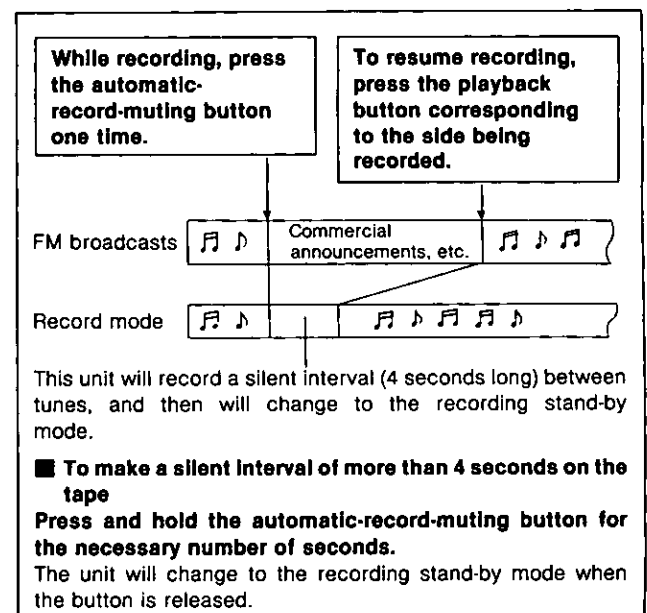 While recording, press
the automatic-
record-muting button
one time.
To resume recording,
press the playback
button corresponding
to the side being
recorded.
FM broadcasts
Commercial
announcements, etc.
Record mode
This unit will record a silent interval (4 seconds long) between
tunes, and then will change to the recording stand-by
mode.
■ To make a silent interval of more than 4 seconds on the
tape
Press and hold the automatic-record-muting button for
the necessary number of seconds.
The unit will change to the recording stand-by mode when
the button is released.